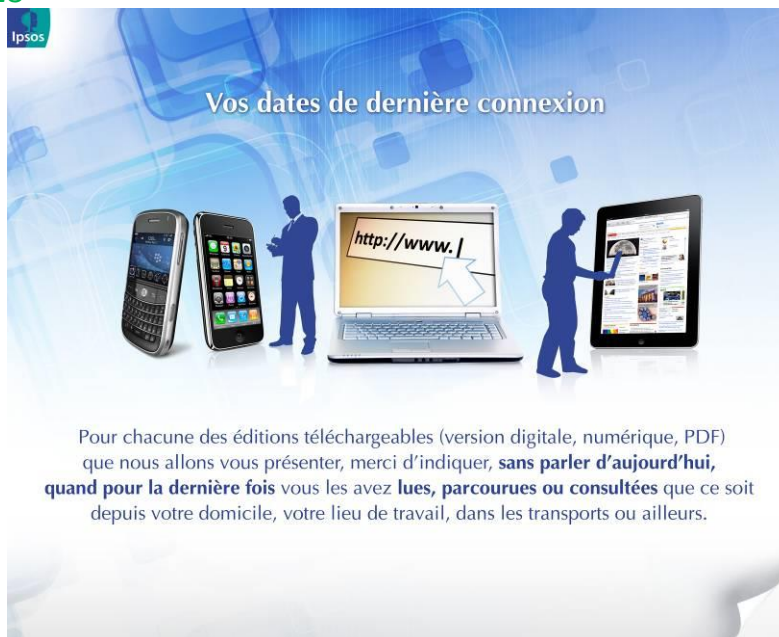 Ipsos
Vos dates de dernière connexion
http://www.
Pour chacune des éditions téléchargeables (version digitale, numérique, PDF)
que nous allons vous présenter, merci d'indiquer, sans parler d'aujourd'hui,
quand pour la dernière fois vous les avez lues, parcourues ou consultées que ce soit
depuis votre domicile, votre lieu de travail, dans les transports ou ailleurs.